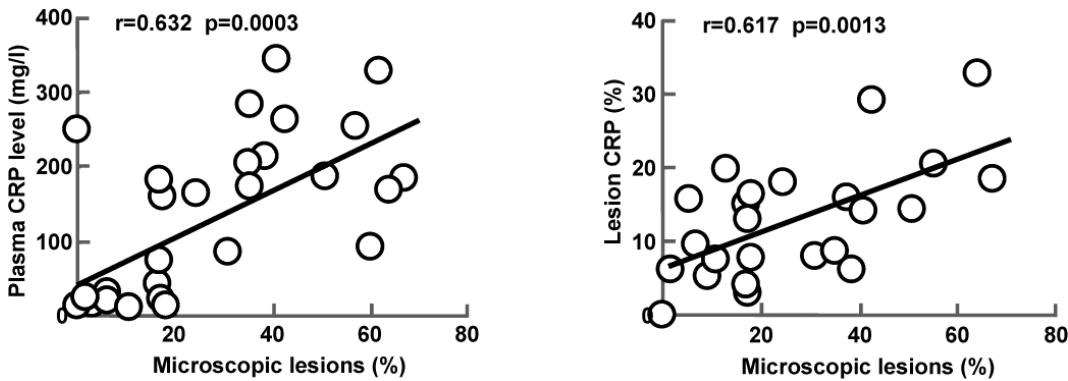 r=0.632 p=0.0003
Plasma CRP level (mg/l)
400
300
200
100
0
20 40 60 80
Microscopic lesions (%)
r=0.617 p=0.0013
Lesion CRP (%)
40
30
20
10
0
20 40 60 80
Microscopic lesions (%)